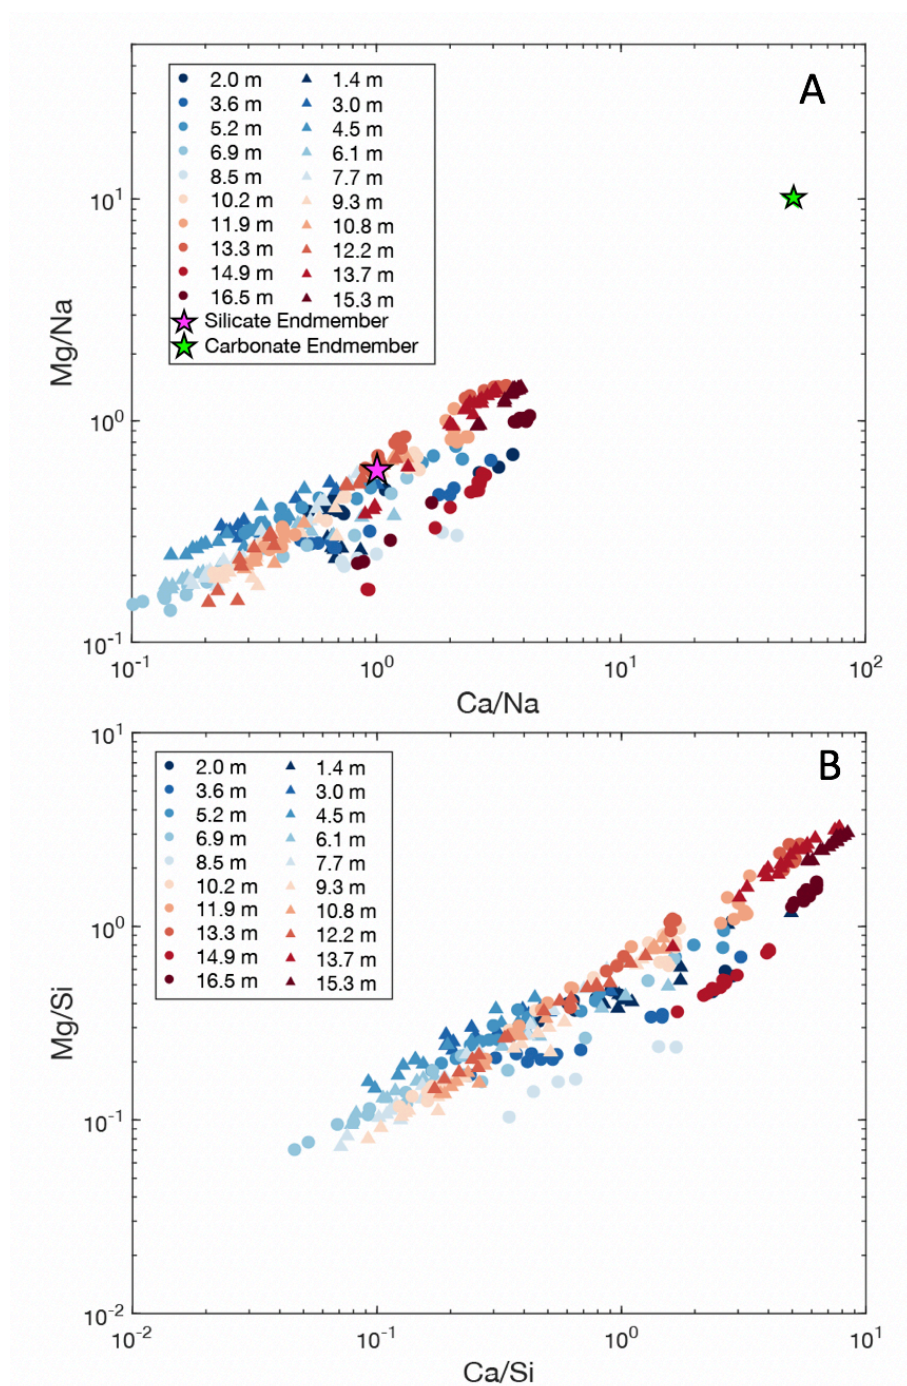 A
2.0 m 1.4 m
3.6 m 3.0 m
5.2 m 4.5 m
6.9 m 6.1 m
8.5 m 7.7 m
10.2 m 9.3 m
11.9 m 10.8 m
13.3 m 12.2 m
14.9 m 13.7 m
16.5 m 15.3 m
Silicate Endmember
Carbonate Endmember
Mg/Na
10^1
10^0
10^-1
10^-1 10^0 10^1 10^2
Ca/Na
B
2.0 m 1.4 m
3.6 m 3.0 m
5.2 m 4.5 m
6.9 m 6.1 m
8.5 m 7.7 m
10.2 m 9.3 m
11.9 m 10.8 m
13.3 m 12.2 m
14.9 m 13.7 m
16.5 m 15.3 m
Mg/Si
10^1
10^0
10^-1
10^-2
10^-2 10^-1 10^0 10^1
Ca/Si